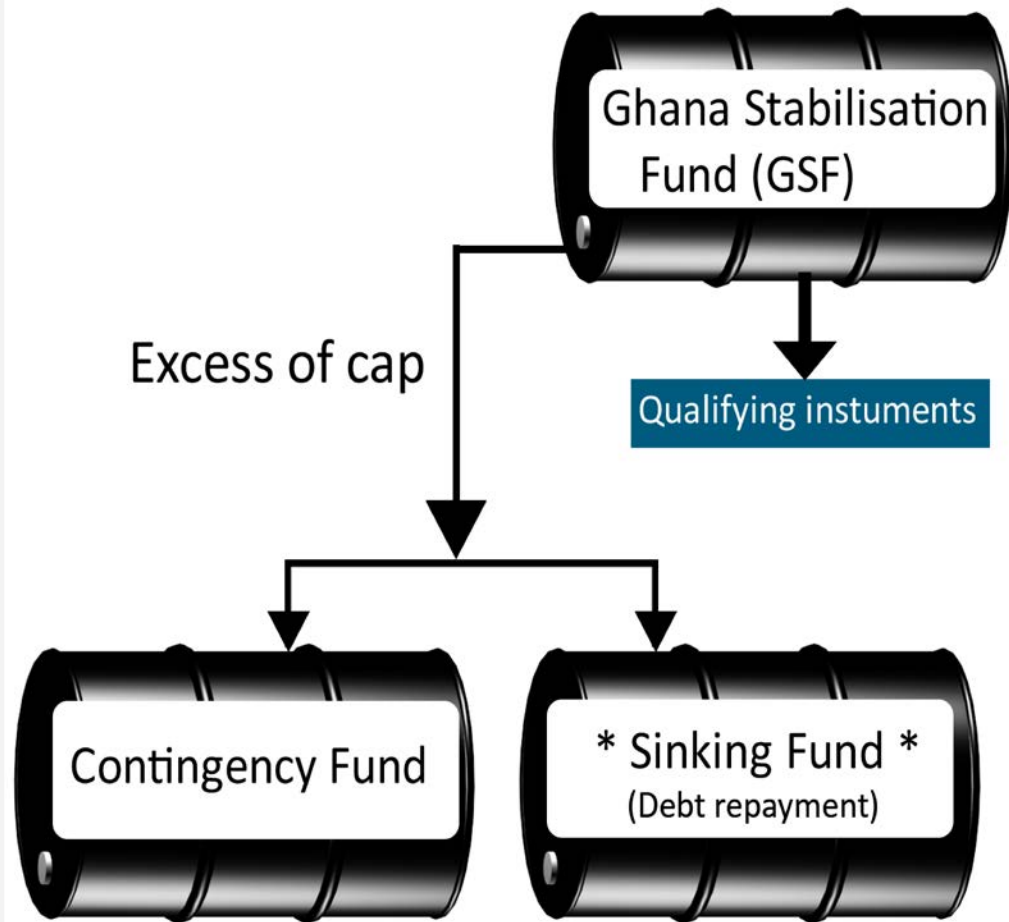 Ghana Stabilisation
Fund (GSF)
Excess of cap
Qualifying instuments
Contingency Fund
* Sinking Fund *
(Debt repayment)